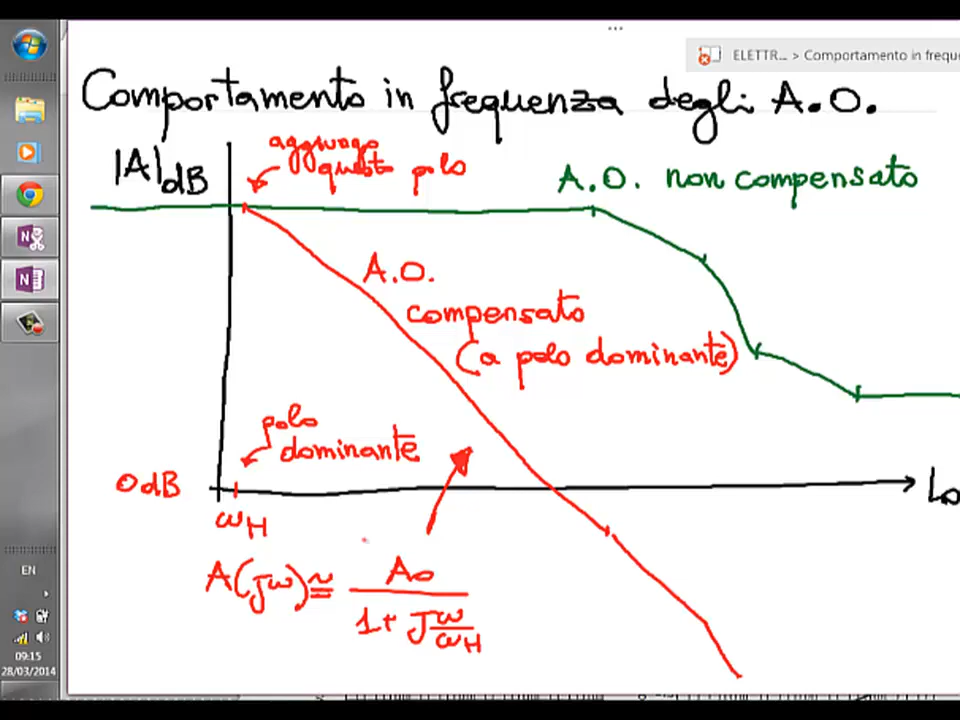 ELETTR... > Comportamento in freque
Comportamento in frequenza degli A.O.
|A|dB
aggiungo
questo polo
A.O. non compensato
A.O.
compensato
(a polo dominante)
polo
dominante
0dB
ωH
A(Jω) ≅ A₀ / (1 + J ω/ωH)
EN
09:15
28/03/2014